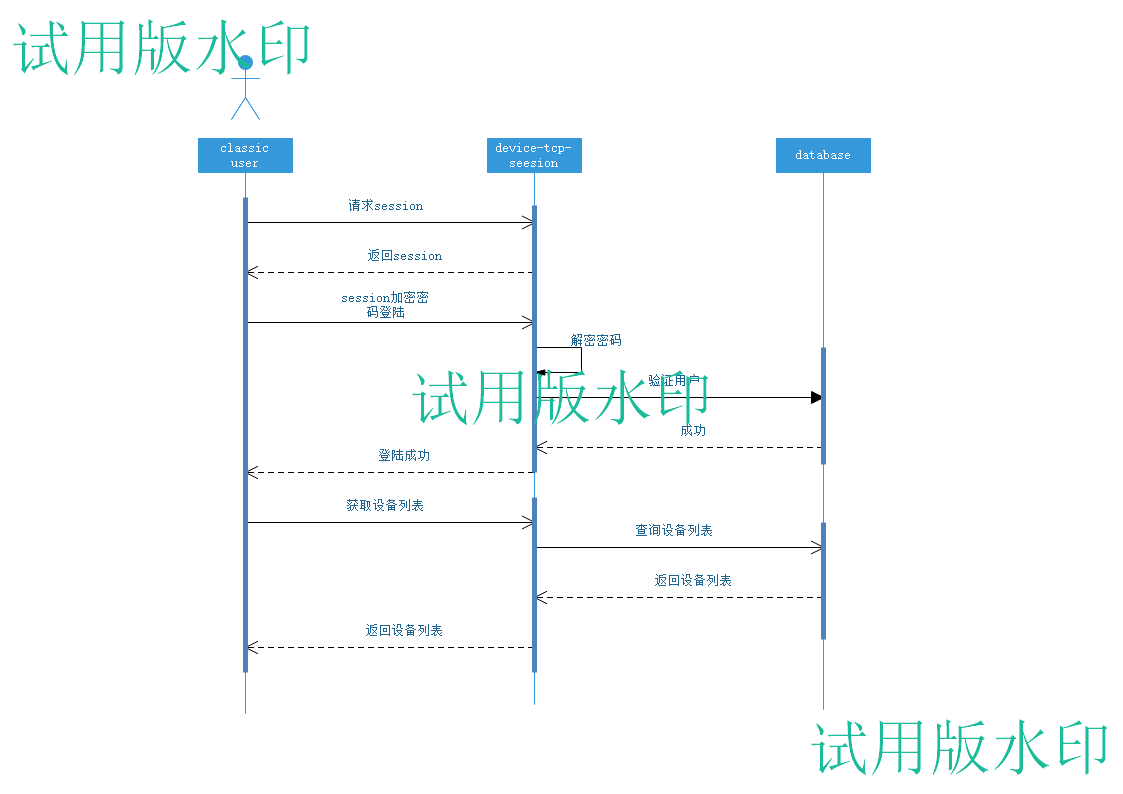 试用版水印
classic
user
device-tcp-
seesion
database
请求session
返回session
session加密密
码登陆
解密密码
验证用户
试用版水印
成功
登陆成功
获取设备列表
查询设备列表
返回设备列表
返回设备列表
试用版水印